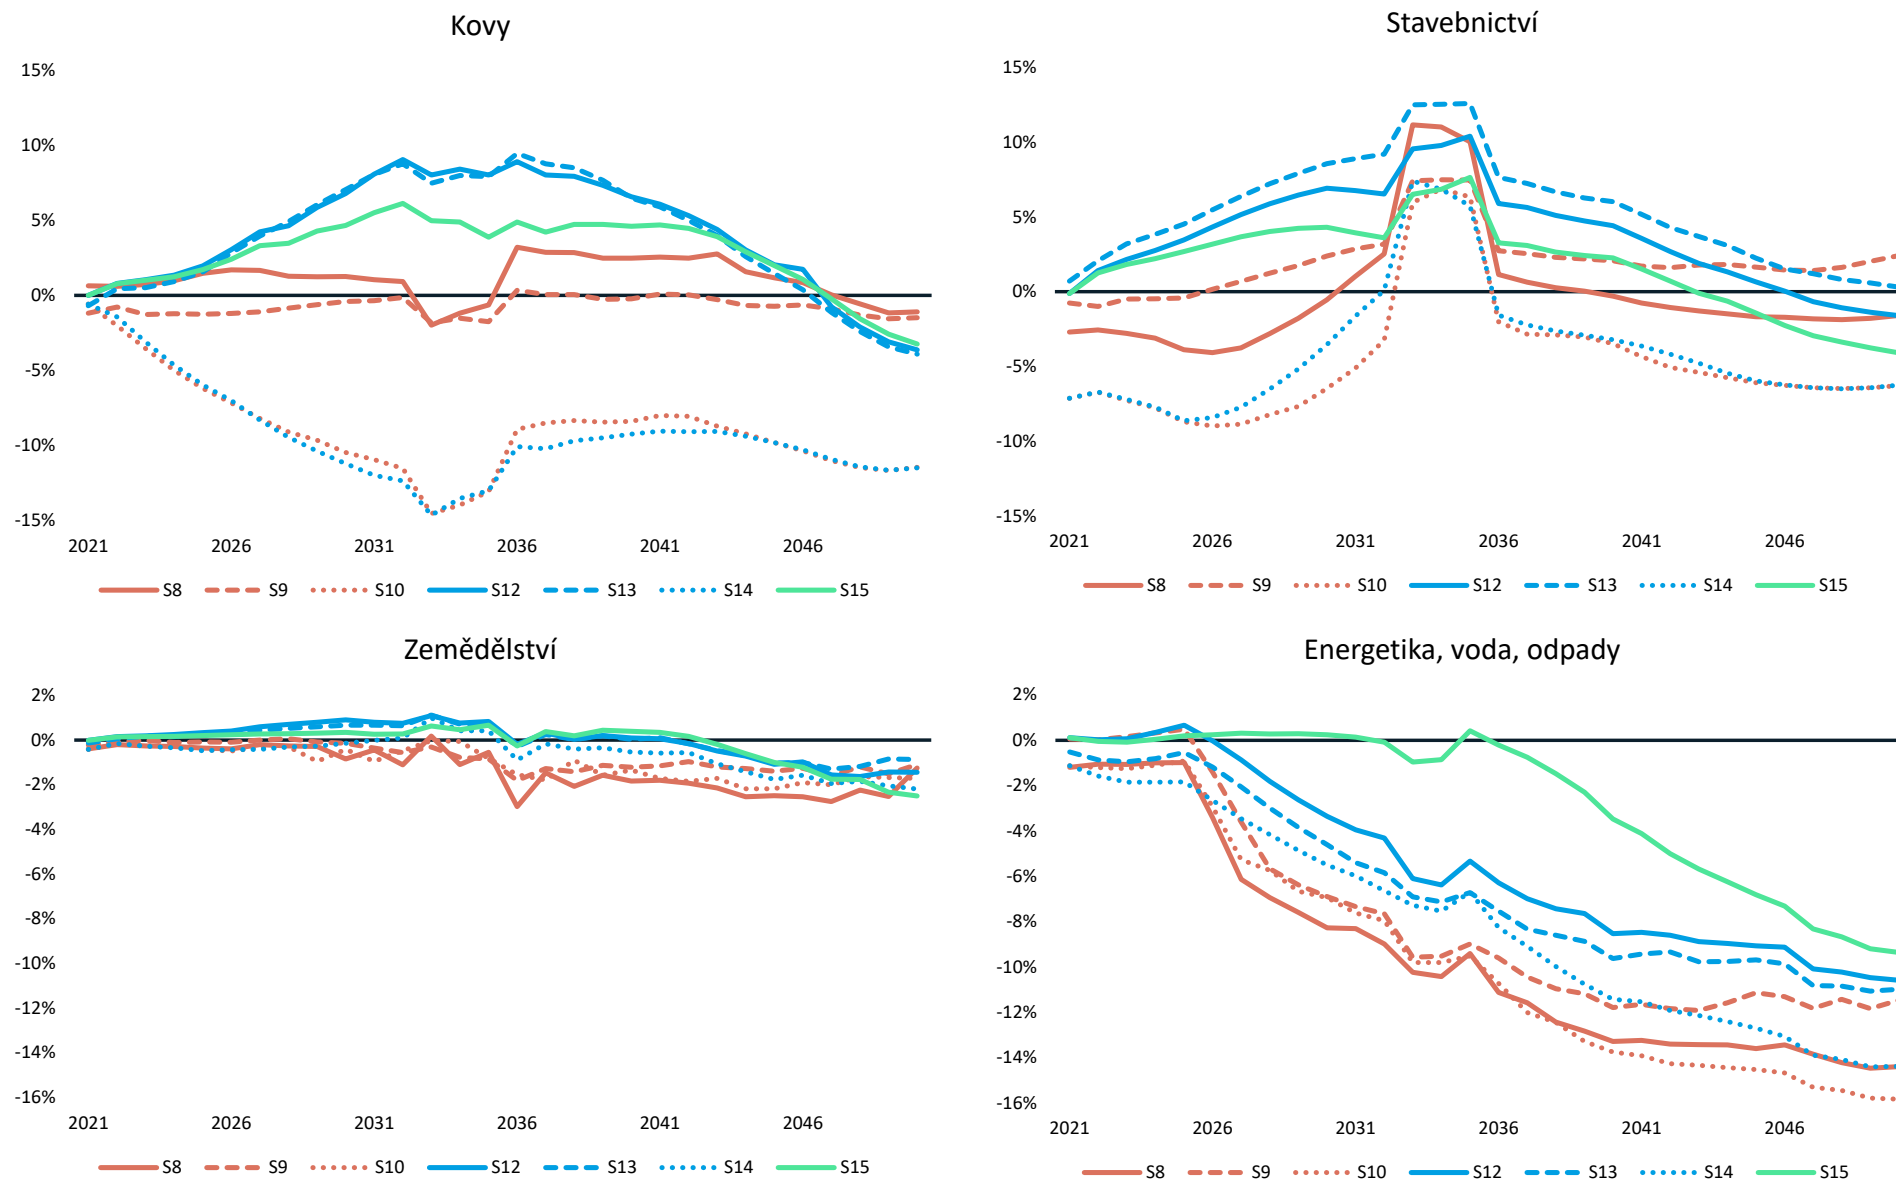 Kovy
15%
10%
5%
0%
-5%
-10%
-15%
2021 2026 2031 2036 2041 2046
S8 S9 S10 S12 S13 S14 S15
Stavebnictví
15%
10%
5%
0%
-5%
-10%
-15%
2021 2026 2031 2036 2041 2046
S8 S9 S10 S12 S13 S14 S15
Zemědělství
2%
0%
-2%
-4%
-6%
-8%
-10%
-12%
-14%
-16%
2021 2026 2031 2036 2041 2046
S8 S9 S10 S12 S13 S14 S15
Energetika, voda, odpady
2%
0%
-2%
-4%
-6%
-8%
-10%
-12%
-14%
-16%
2021 2026 2031 2036 2041 2046
S8 S9 S10 S12 S13 S14 S15